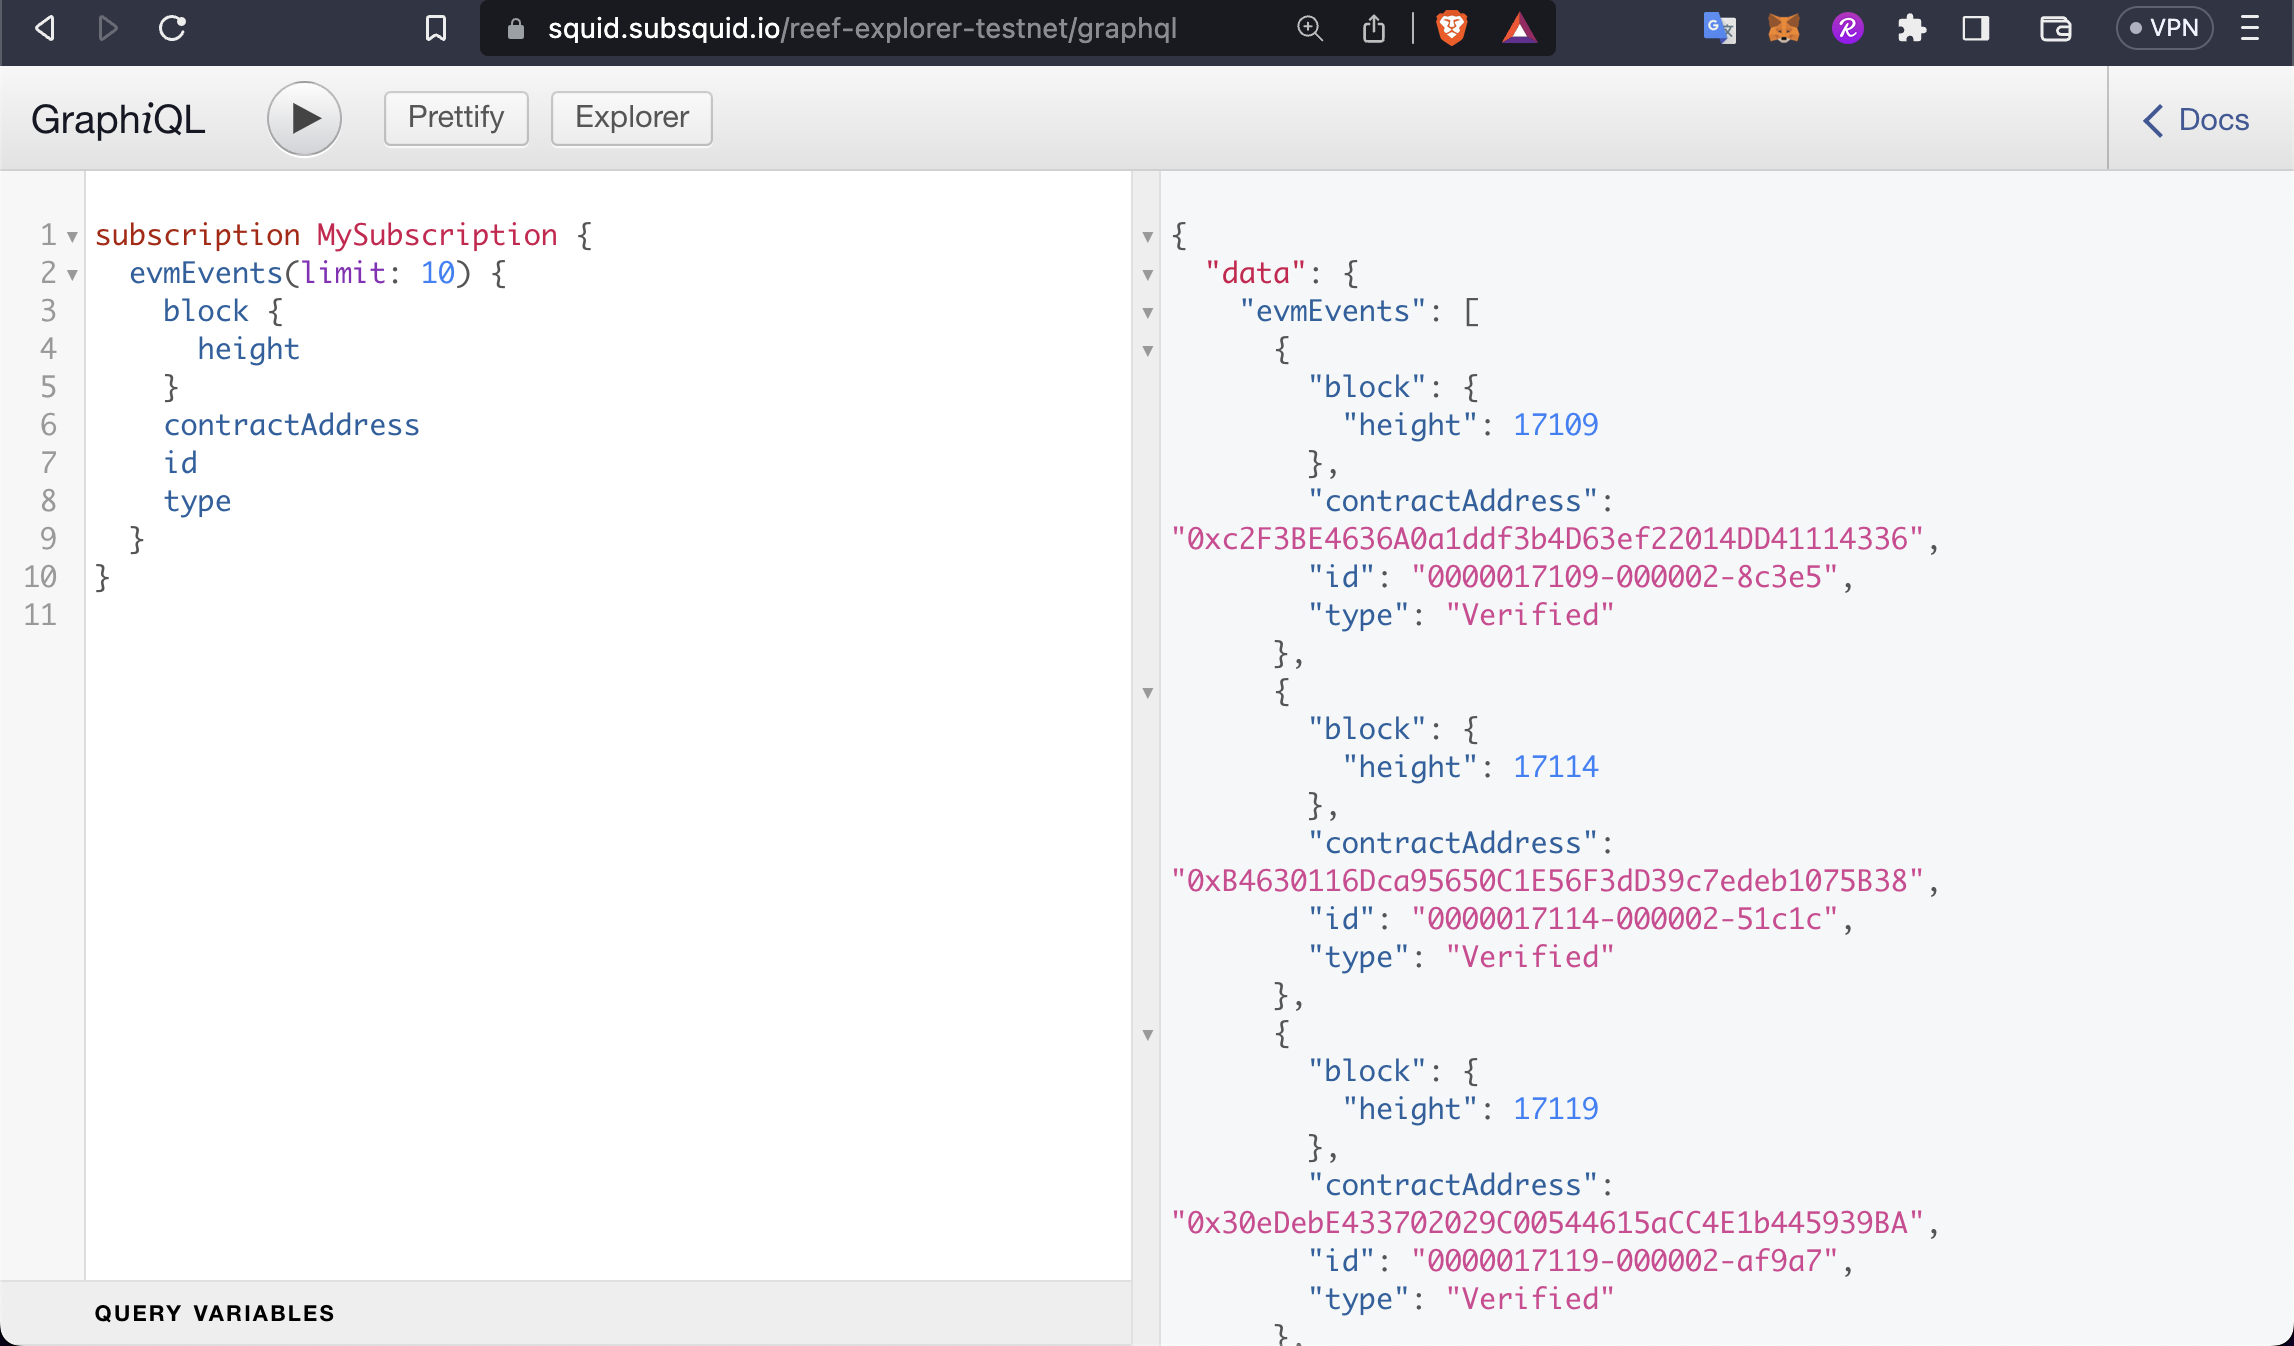 squid.subsquid.io/reef-explorer-testnet/graphql
VPN
GraphiQL
Prettify
Explorer
Docs
1 subscription MySubscription {
2 evmEvents(limit: 10) {
3 block {
4 height
5 }
6 contractAddress
7 id
8 type
9 }
10 }
11
QUERY VARIABLES
{
"data": {
"evmEvents": [
{
"block": {
"height": 17109
},
"contractAddress":
"0xc2F3BE4636A0a1ddf3b4D63ef22014DD41114336",
"id": "0000017109-000002-8c3e5",
"type": "Verified"
},
{
"block": {
"height": 17114
},
"contractAddress":
"0xB4630116Dca95650C1E56F3dD39c7edeb1075B38",
"id": "0000017114-000002-51c1c",
"type": "Verified"
},
{
"block": {
"height": 17119
},
"contractAddress":
"0x30eDebE433702029C00544615aCC4E1b445939BA",
"id": "0000017119-000002-af9a7",
"type": "Verified"
},